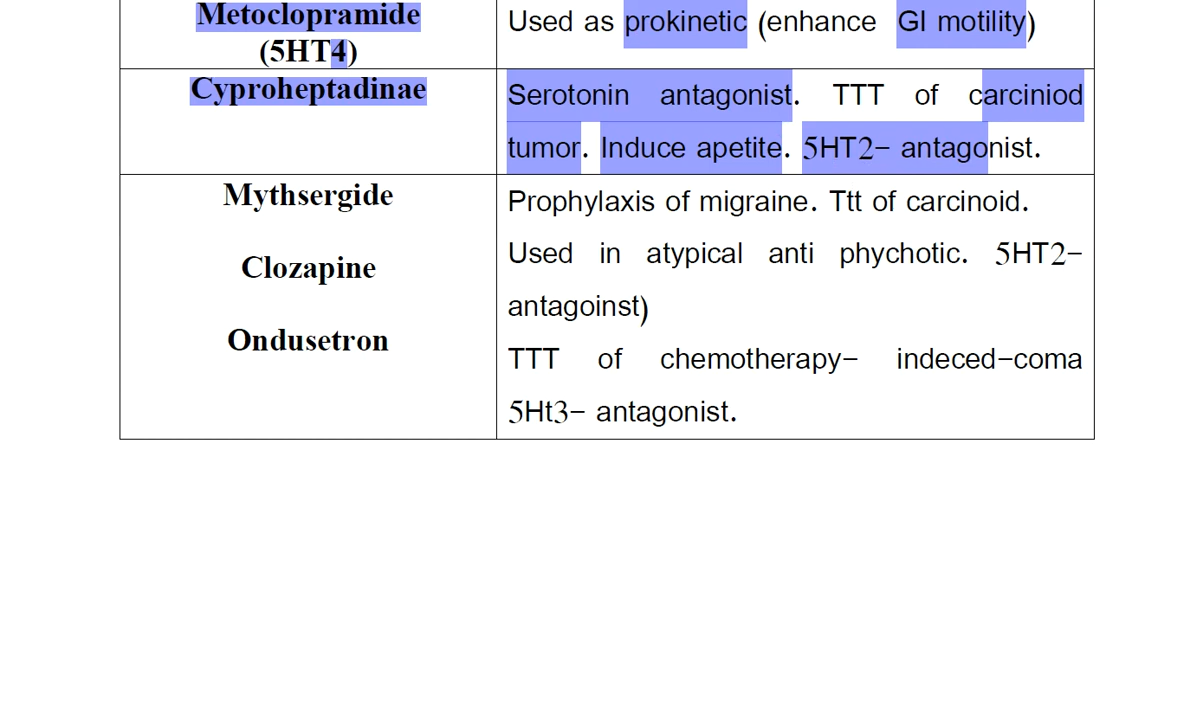 Metoclopramide
(5HT4)
Used as prokinetic (enhance GI motility)
Cyproheptadinae
Serotonin antagonist. TTT of carciniod
tumor. Induce apetite. 5HT2- antagonist.
Mythsergide
Clozapine
Ondusetron
Prophylaxis of migraine. Ttt of carcinoid.
Used in atypical anti phychotic. 5HT2-
antagoinst)
TTT of chemotherapy- indeced-coma
5Ht3- antagonist.